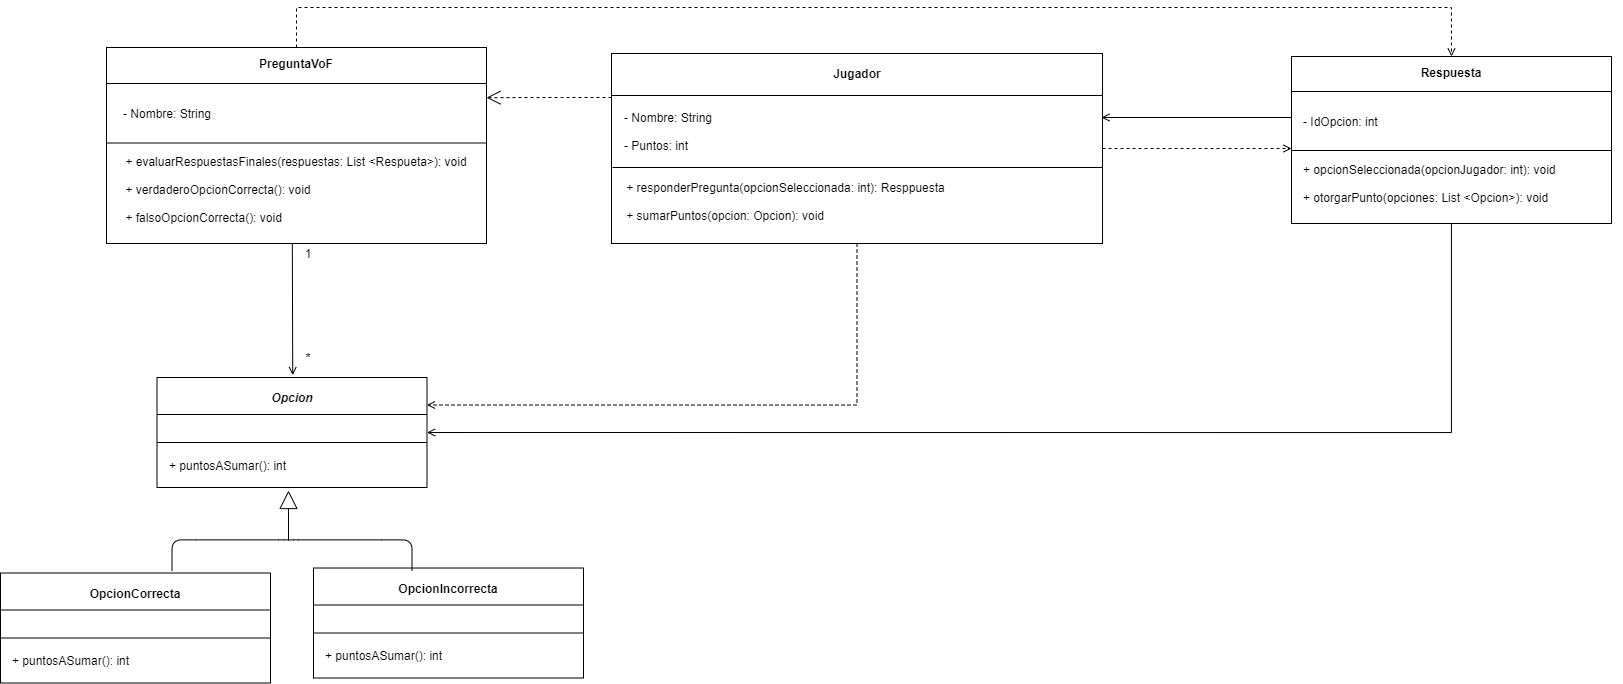 PreguntaVoF
- Nombre: String
+ evaluarRespuestasFinales(respuestas: List <Respueta>): void
+ verdaderoOpcionCorrecta(): void
+ falsoOpcionCorrecta(): void
Jugador
- Nombre: String
- Puntos: int
+ responderPregunta(opcionSeleccionada: int): Resppuesta
+ sumarPuntos(opcion: Opcion): void
Respuesta
- IdOpcion: int
+ opcionSeleccionada(opcionJugador: int): void
+ otorgarPunto(opciones: List <Opcion>): void
1
*
Opcion
+ puntosASumar(): int
OpcionCorrecta
+ puntosASumar(): int
OpcionIncorrecta
+ puntosASumar(): int